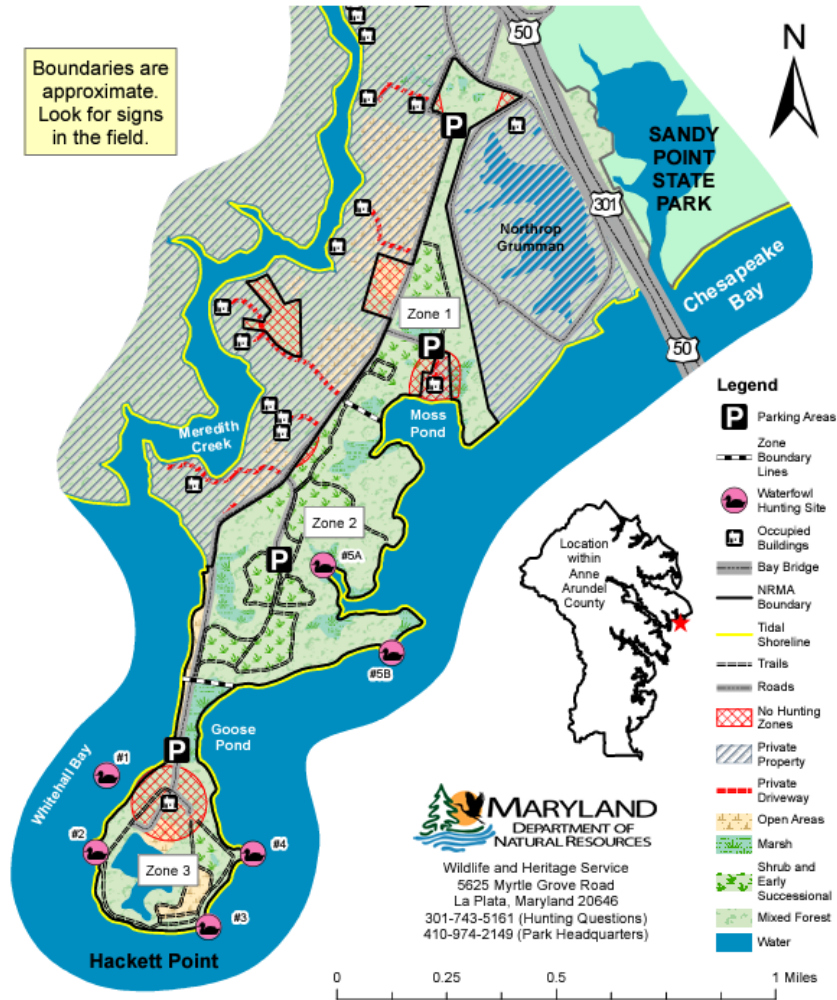 Boundaries are
approximate.
Look for signs
in the field.
50
N
P
SANDY
POINT
STATE
PARK
301
Northrop
Grumman
Chesapeake
Bay
Zone 1
P
50
Moss
Pond
Meredith
Creek
Zone 2
#5A
P
#5B
Goose
Pond
P
#1
Whitehall Bay
#2
#4
Zone 3
#3
Hackett Point
Legend
P
Parking Areas
Zone
Boundary
Lines
Waterfowl
Hunting Site
Occupied
Buildings
Bay Bridge
NRMA
Boundary
Tidal
Shoreline
Trails
Roads
No Hunting
Zones
Private
Property
Private
Driveway
Open Areas
Marsh
Shrub and
Early
Successional
Mixed Forest
Water
Location
within
Anne
Arundel
County
MARYLAND
DEPARTMENT OF
NATURAL RESOURCES
Wildlife and Heritage Service
5625 Myrtle Grove Road
La Plata, Maryland 20646
301-743-5161 (Hunting Questions)
410-974-2149 (Park Headquarters)
0 0.25 0.5 1 Miles